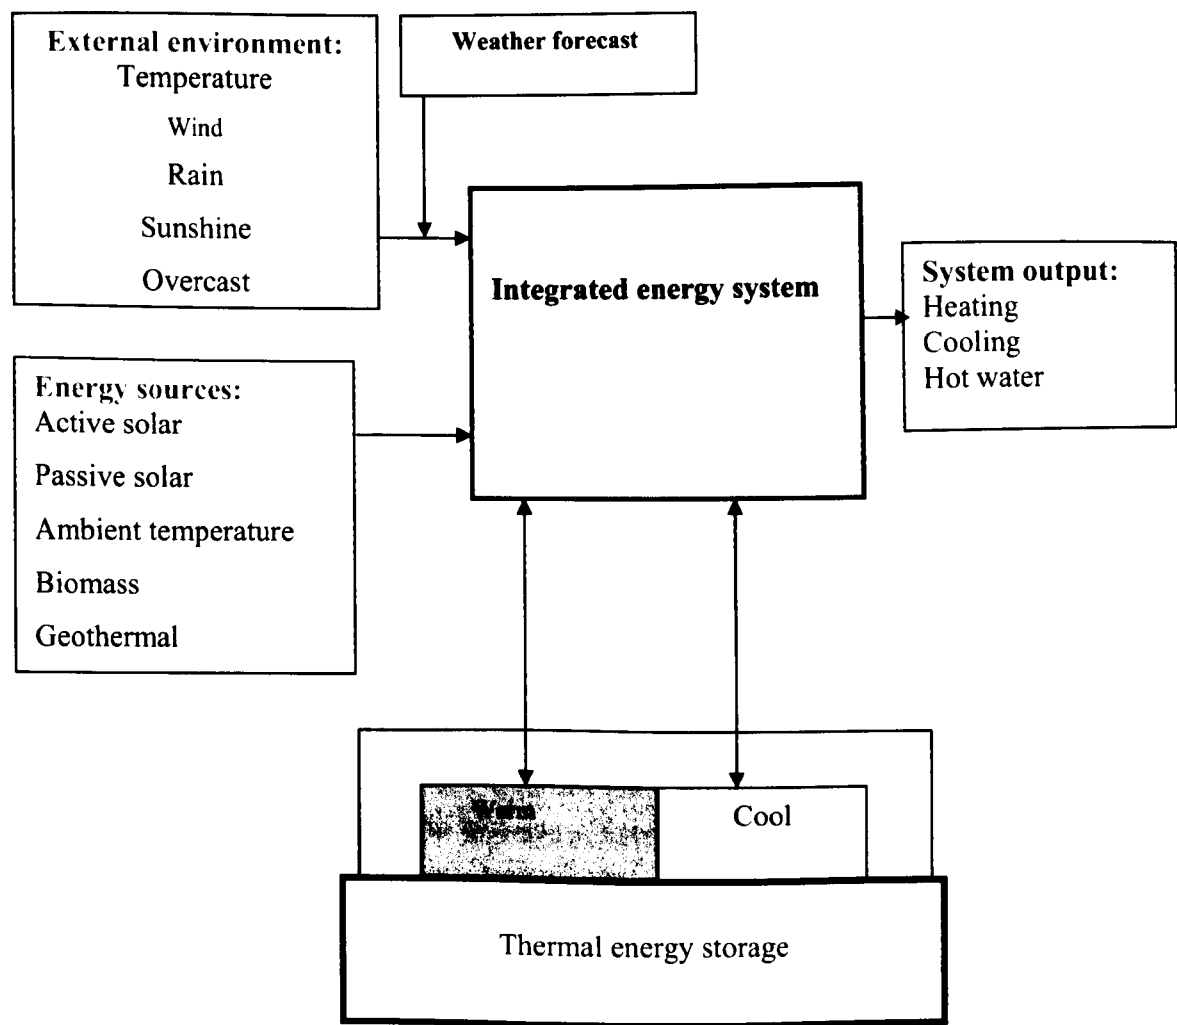 External environment:
Temperature
Wind
Rain
Sunshine
Overcast
Weather forecast
Integrated energy system
System output:
Heating
Cooling
Hot water
Energy sources:
Active solar
Passive solar
Ambient temperature
Biomass
Geothermal
Warm
Cool
Thermal energy storage